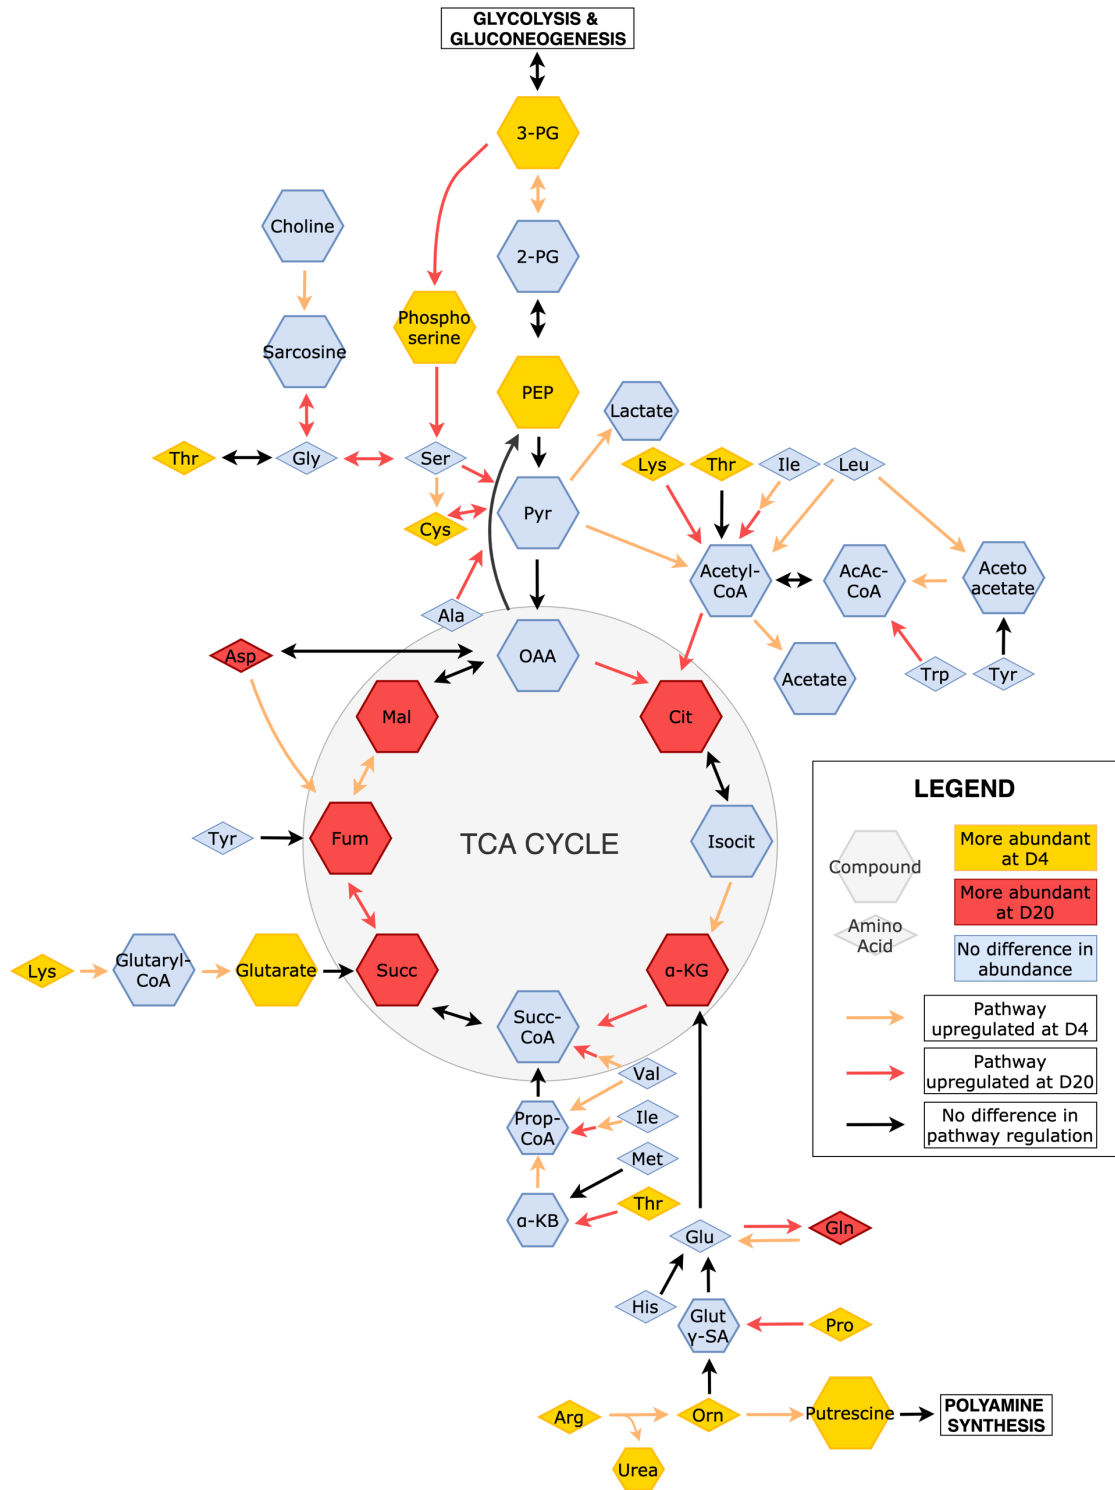 GLYCOLYSIS &
GLUCONEOGENESIS
3-PG
Choline
2-PG
Phospho
serine
Sarcosine
PEP
Lactate
Thr
Gly
Ser
Lys
Thr
Ile
Leu
Cys
Pyr
Acetyl-
CoA
AcAc-
CoA
Aceto
acetate
Ala
Asp
OAA
Acetate
Trp
Tyr
Mal
Cit
Tyr
Fum
TCA CYCLE
Isocit
Lys
Glutaryl-
CoA
Glutarate
Succ
α-KG
Succ-
CoA
Val
Prop-
CoA
Ile
Met
α-KB
Thr
Glu
Gln
His
Glut
γ-SA
Pro
Arg
Orn
Putrescine
POLYAMINE
SYNTHESIS
Urea
LEGEND
Compound
More abundant
at D4
Amino
Acid
More abundant
at D20
No difference in
abundance
Pathway
upregulated at D4
Pathway
upregulated at D20
No difference in
pathway regulation